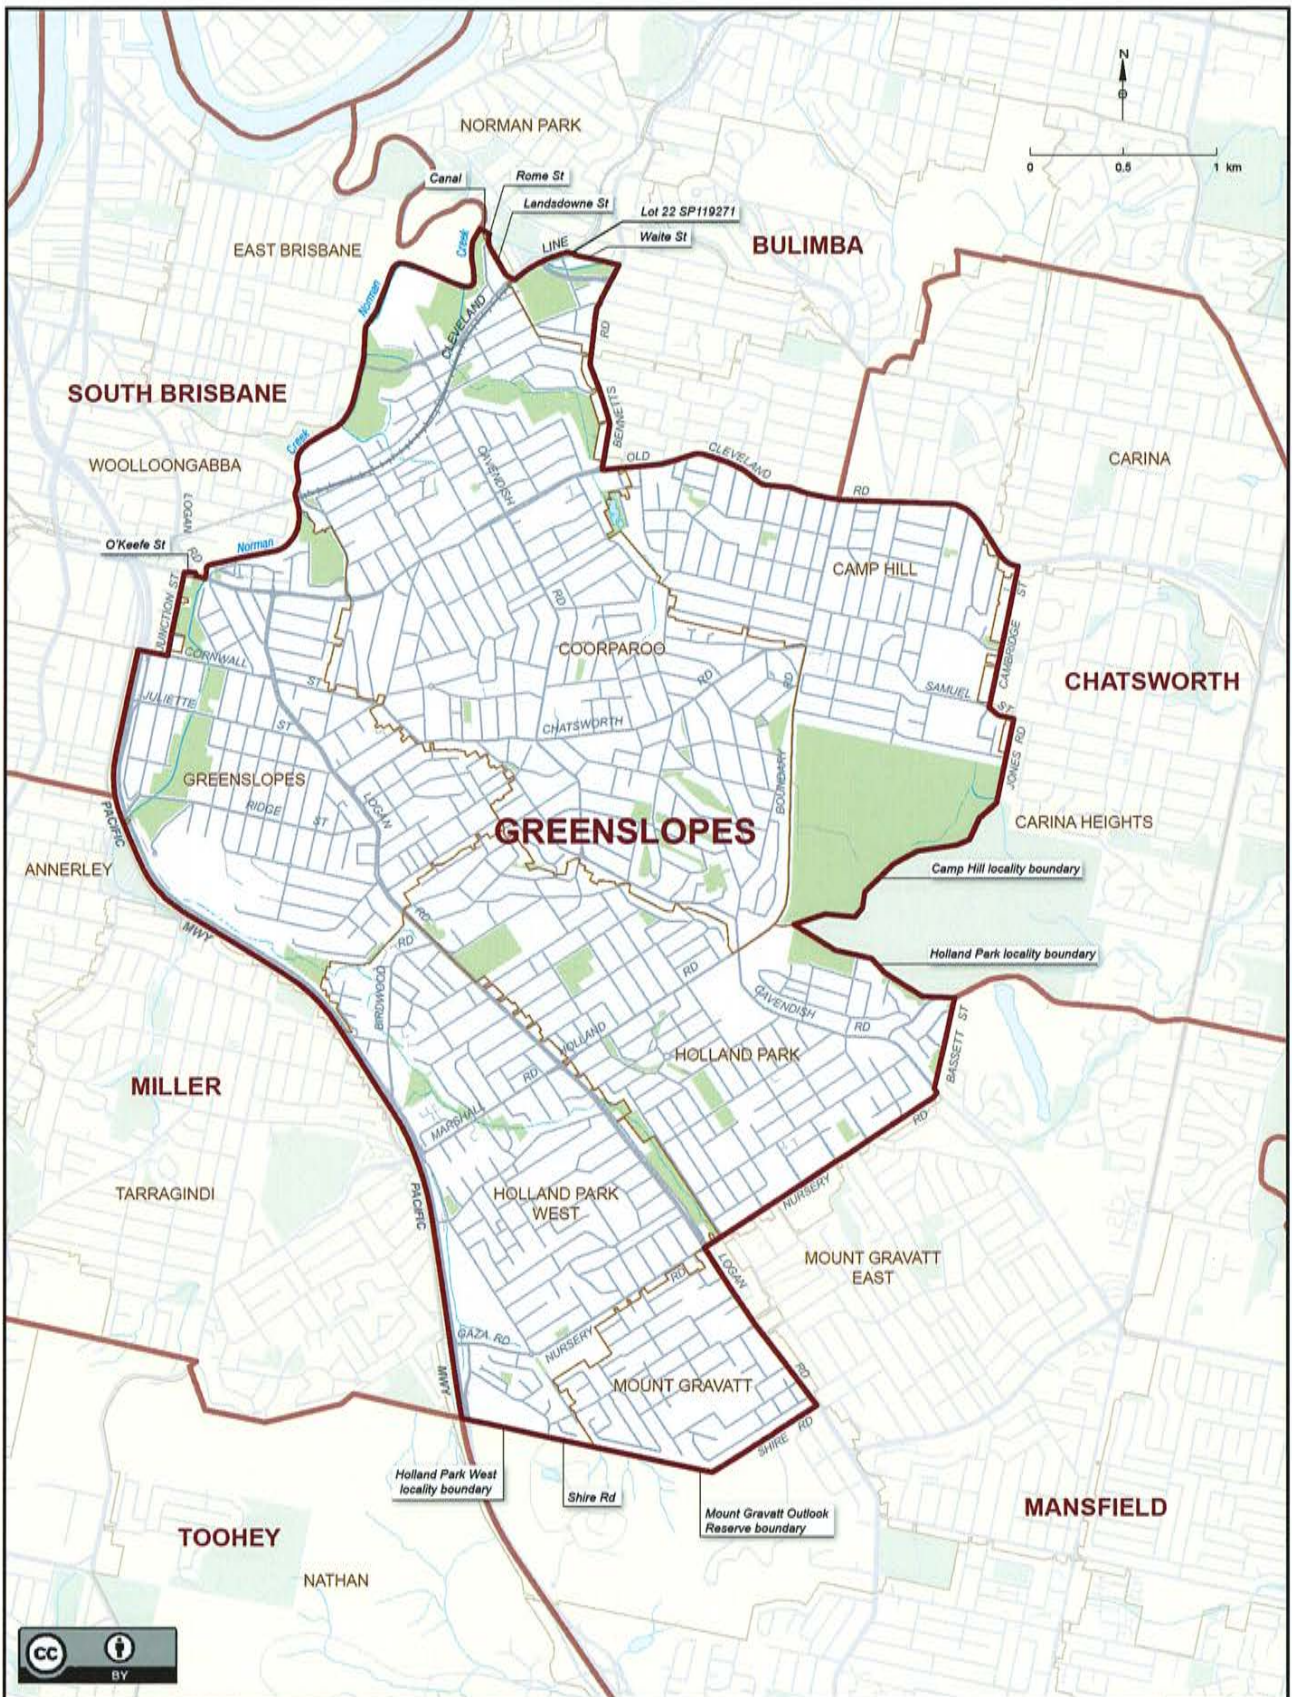 N
0 0.5 1 km
NORMAN PARK
Canal
Rome St
Landsdowne St
Lot 22 SP119271
Waite St
LINE
BULIMBA
EAST BRISBANE
Creek
Norman
CLEVELAND
RD
SOUTH BRISBANE
BENNETTS
Creek
WOOLLOONGABBA
CAVENDISH
OLD
CLEVELAND
RD
CARINA
LOGAN
RD
Norman
O'Keefe St
CAMP HILL
JUNCTION ST
RD
ST
CAMBRIDGE
COORPAROO
CORNWALL
ST
RD
RD
CHATSWORTH
SAMUEL
ST
JULIETTE
ST
CHATSWORTH
RD
JONES
BOUNDARY
GREENSLOPES
RIDGE
ST
LOGAN
PACIFIC
GREENSLOPES
CARINA HEIGHTS
ANNERLEY
Camp Hill locality boundary
MWY
RD
RD
Holland Park locality boundary
BIRDWOOD
RD
CAVENDISH
RD
BASSETT ST
HOLLAND
HOLLAND PARK
RD
MILLER
MARSHALL
RD
TARRAGINDI
PACIFIC
HOLLAND PARK
WEST
NURSERY
MOUNT GRAVATT
EAST
LOGAN
RD
GAZA RD
NURSERY
MWY
RD
MOUNT GRAVATT
SHIRE RD
Holland Park West
locality boundary
Shire Rd
Mount Gravatt Outlook
Reserve boundary
MANSFIELD
TOOHEY
NATHAN
cc
BY